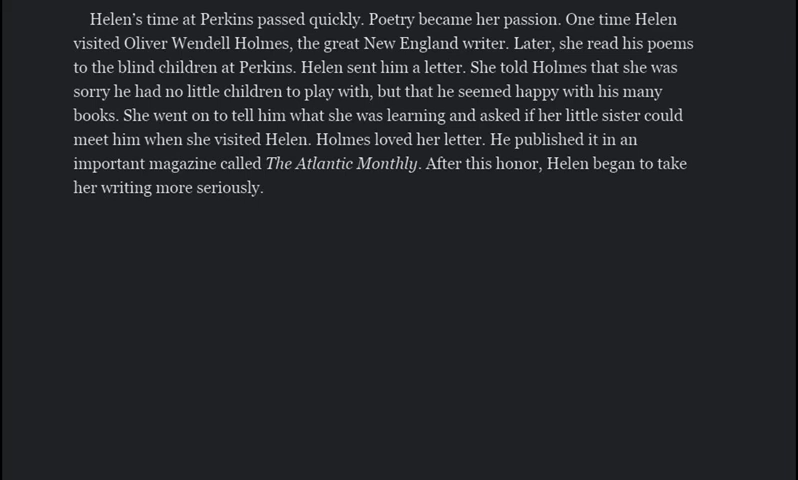 Helen’s time at Perkins passed quickly. Poetry became her passion. One time Helen
visited Oliver Wendell Holmes, the great New England writer. Later, she read his poems
to the blind children at Perkins. Helen sent him a letter. She told Holmes that she was
sorry he had no little children to play with, but that he seemed happy with his many
books. She went on to tell him what she was learning and asked if her little sister could
meet him when she visited Helen. Holmes loved her letter. He published it in an
important magazine called The Atlantic Monthly. After this honor, Helen began to take
her writing more seriously.